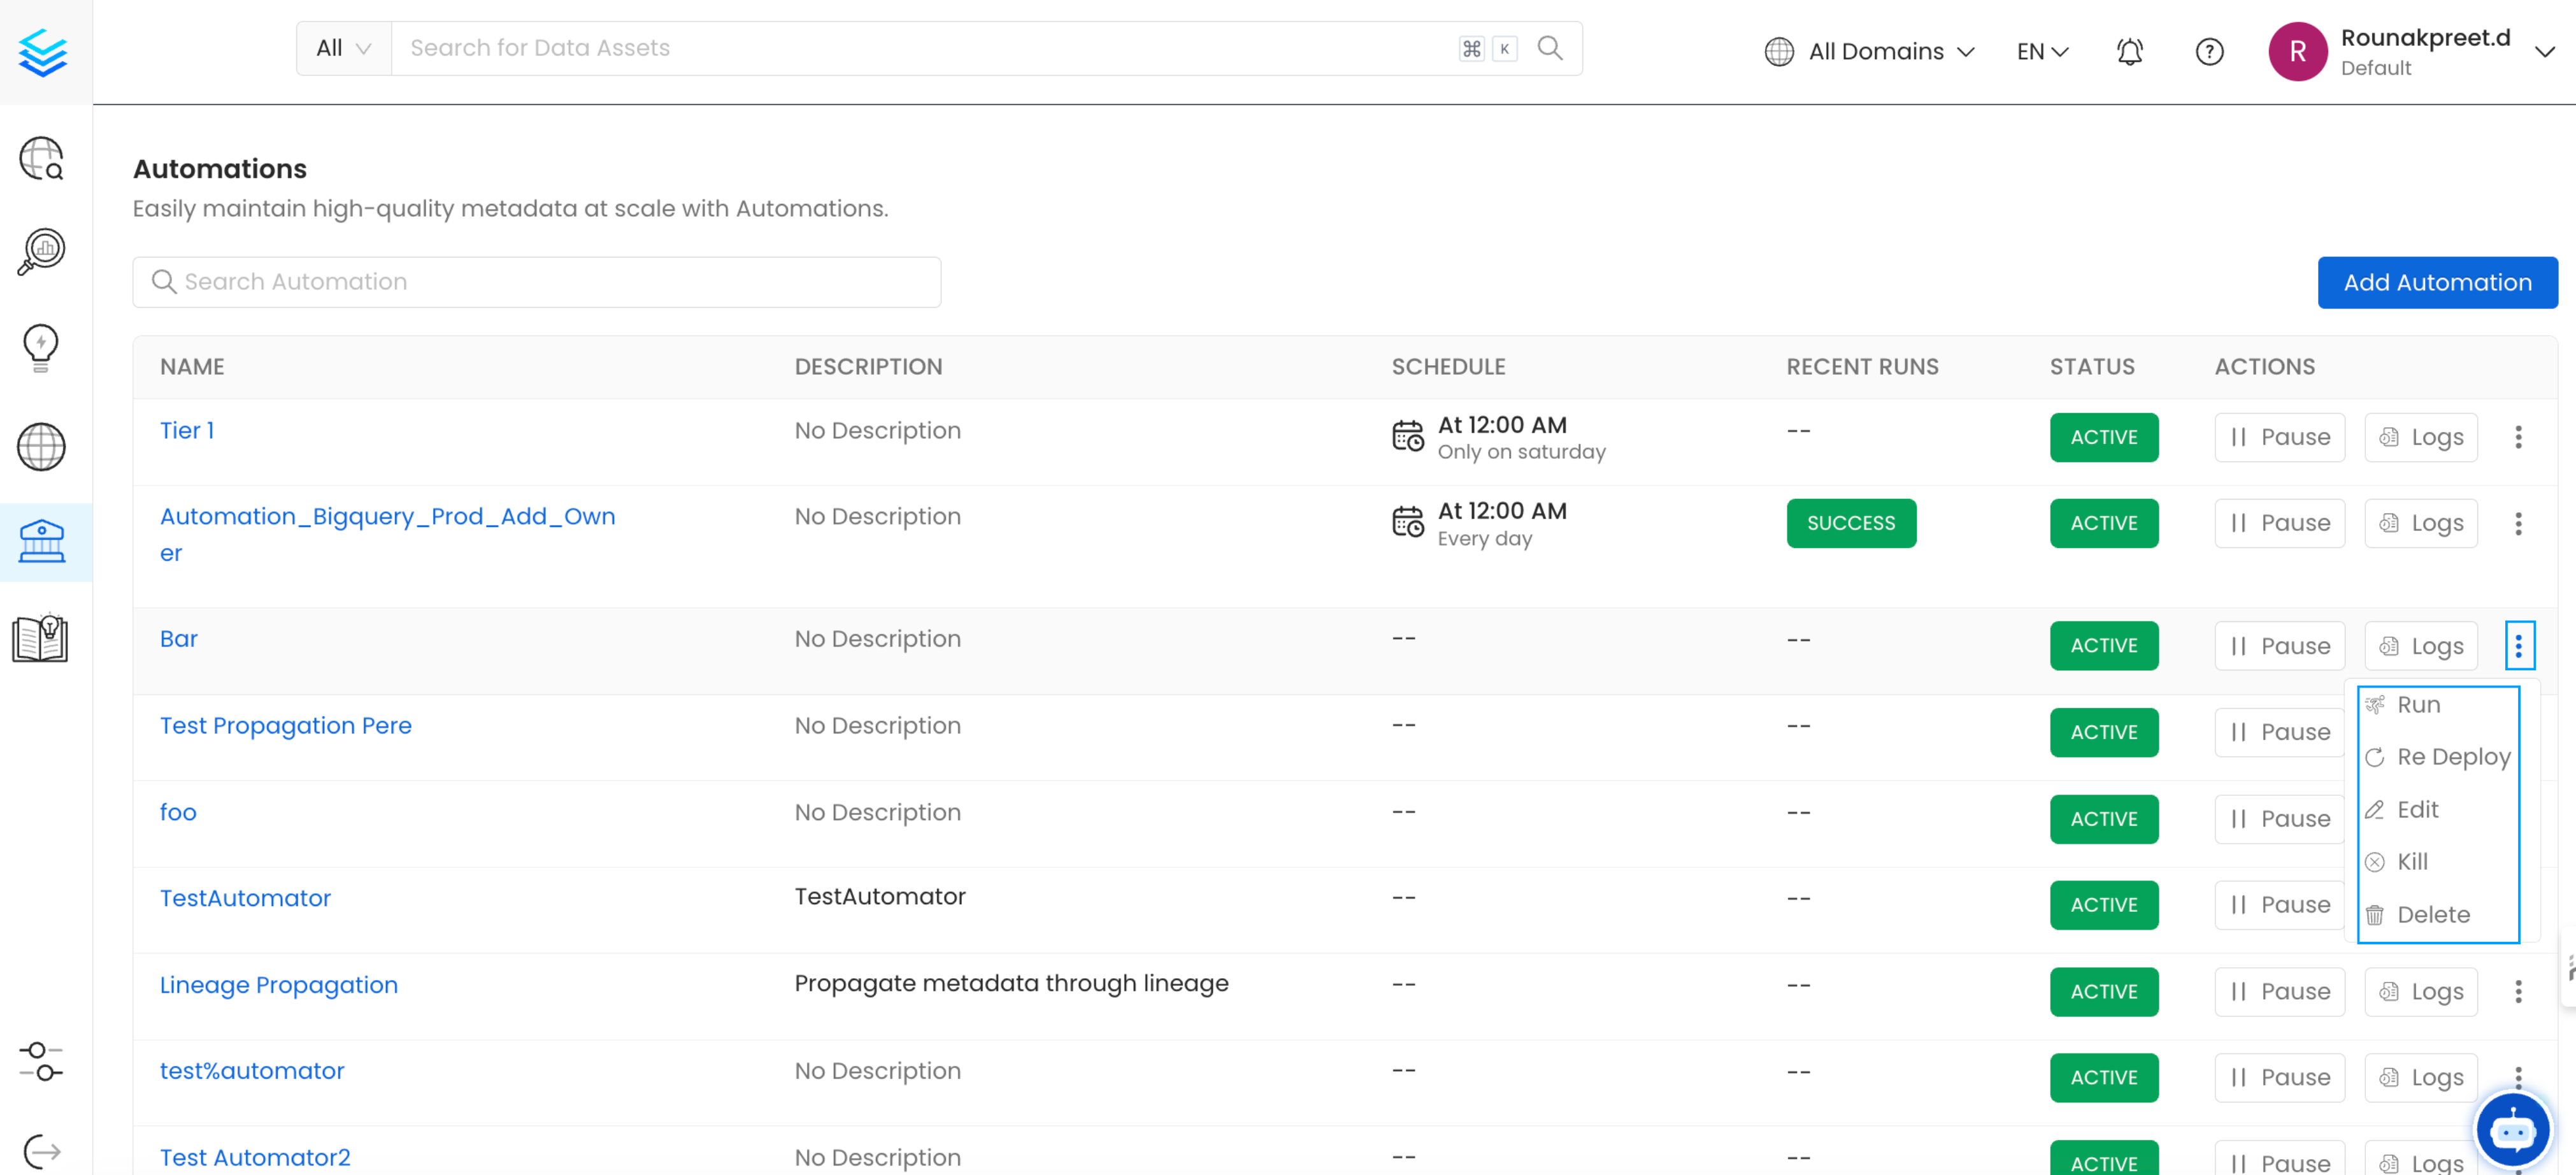 All Search for Data Assets ⌘ K All Domains EN ? R Rounakpreet.d
Default
Automations
Easily maintain high-quality metadata at scale with Automations.
Search Automation Add Automation
NAME DESCRIPTION SCHEDULE RECENT RUNS STATUS ACTIONS
Tier 1 No Description At 12:00 AM -- ACTIVE Pause Logs
Only on saturday
Automation_Bigquery_Prod_Add_Own No Description At 12:00 AM SUCCESS ACTIVE Pause Logs
er Every day
Bar No Description -- -- ACTIVE Pause Logs
Run
Test Propagation Pere No Description -- -- ACTIVE Pause
Re Deploy
foo No Description -- -- ACTIVE Pause
Edit
Kill
TestAutomator TestAutomator -- -- ACTIVE Pause
Delete
Lineage Propagation Propagate metadata through lineage -- -- ACTIVE Pause Logs
test%automator No Description -- -- ACTIVE Pause Logs
Test Automator2 No Description -- -- ACTIVE Pause Logs